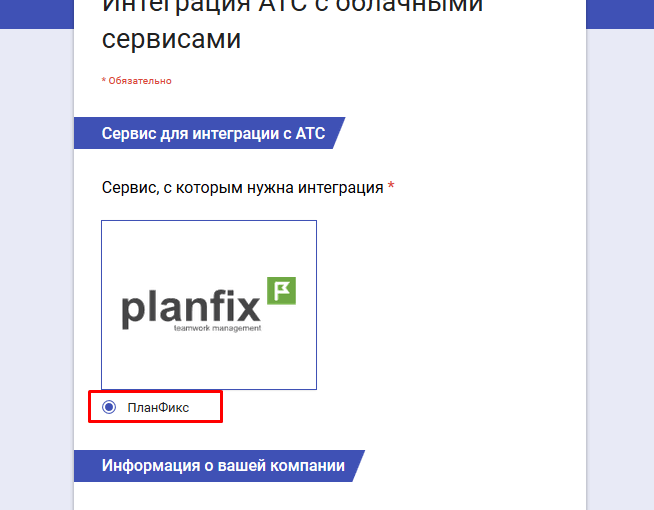 Интеграция АТС с облачными
сервисами
* Обязательно
Сервис для интеграции с АТС
Сервис, с которым нужна интеграция *
planfix
teamwork management
ПланФикс
Информация о вашей компании